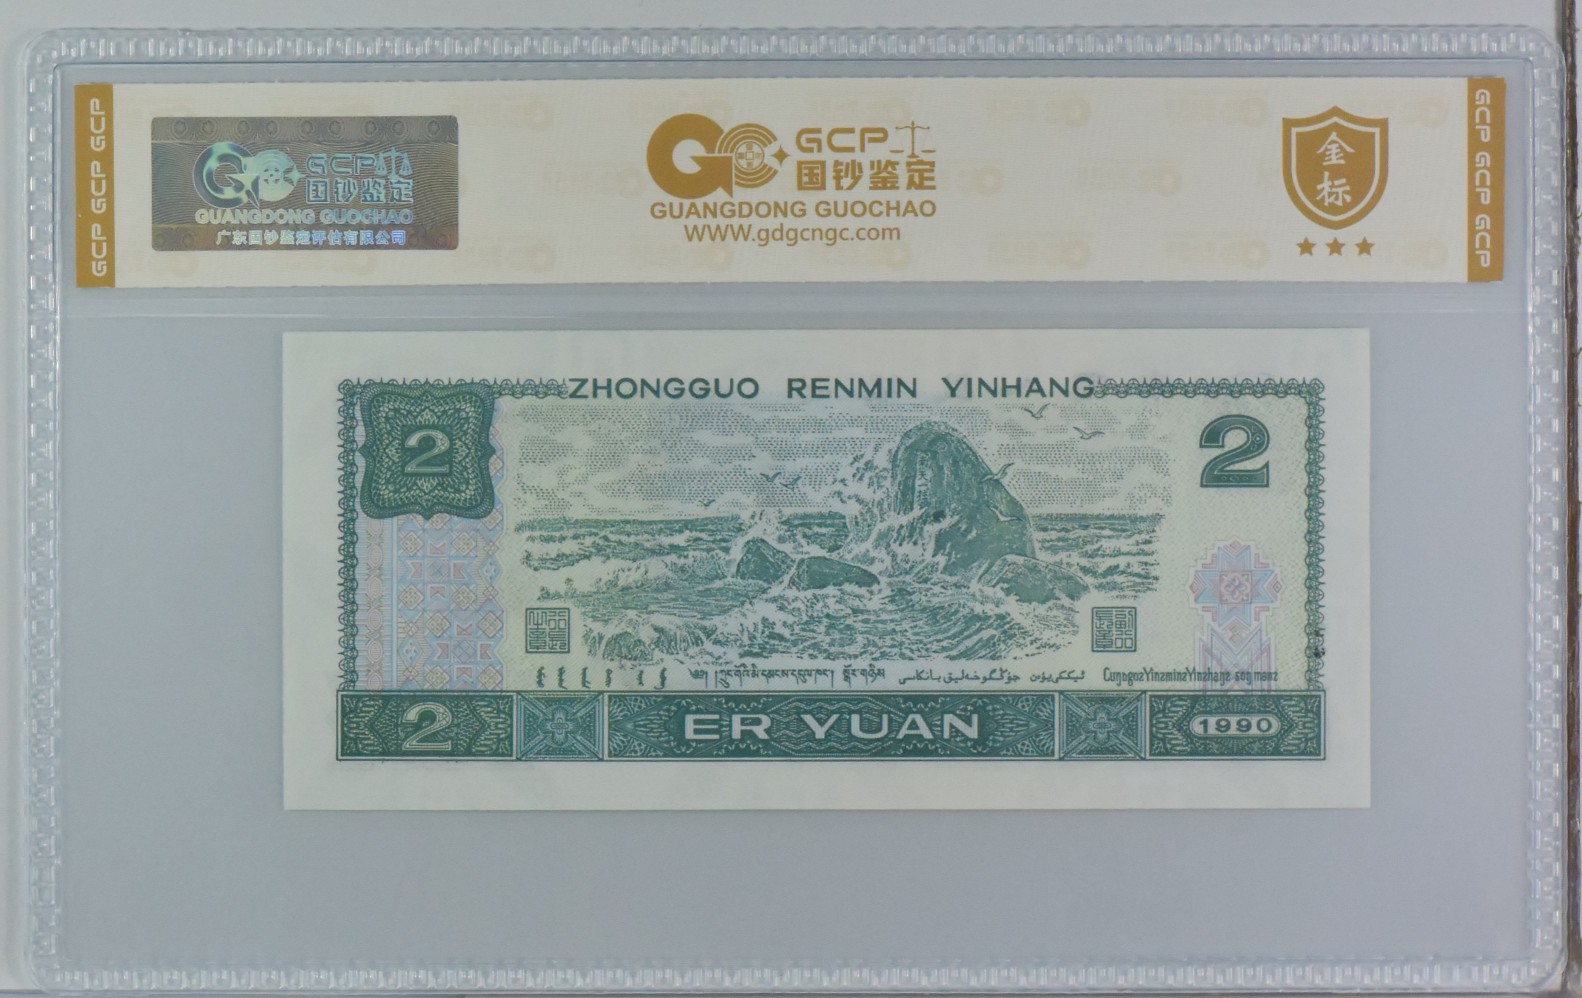 GCP GCP GCP
GCP
国钞鉴定
GUANGDONG GUOCHAO
广东国钞鉴定评估有限公司
GCP
国钞鉴定
GUANGDONG GUOCHAO
WWW.gdgcngc.com
金
标
GCP GCP GCP
ZHONGGUO RENMIN YINHANG
2
2
2
ER YUAN
1990